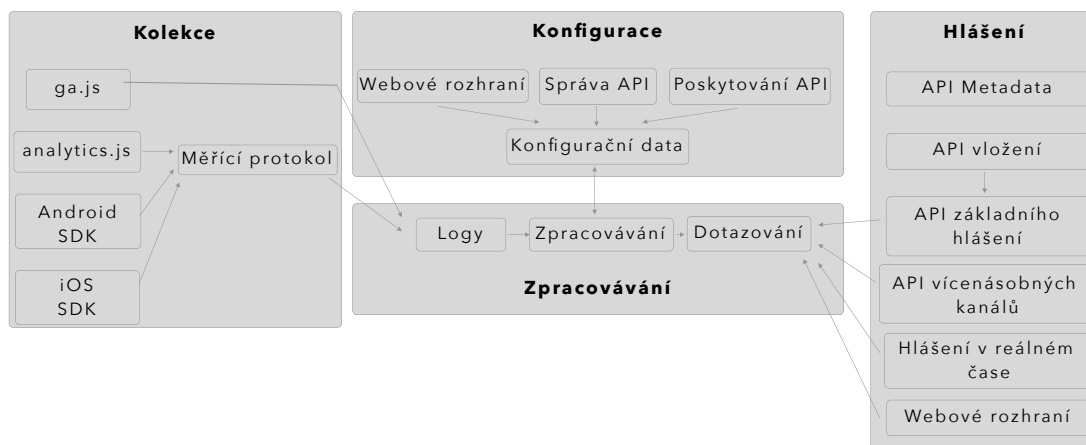 Kolekce
ga.js
analytics.js
Měřící protokol
Android
SDK
iOS
SDK
Konfigurace
Webové rozhraní
Správa API
Poskytování API
Konfigurační data
Logy
Zpracovávání
Dotazování
Zpracovávání
Hlášení
API Metadata
API vložení
API základního
hlášení
API vícenásobných
kanálů
Hlášení v reálném
čase
Webové rozhraní